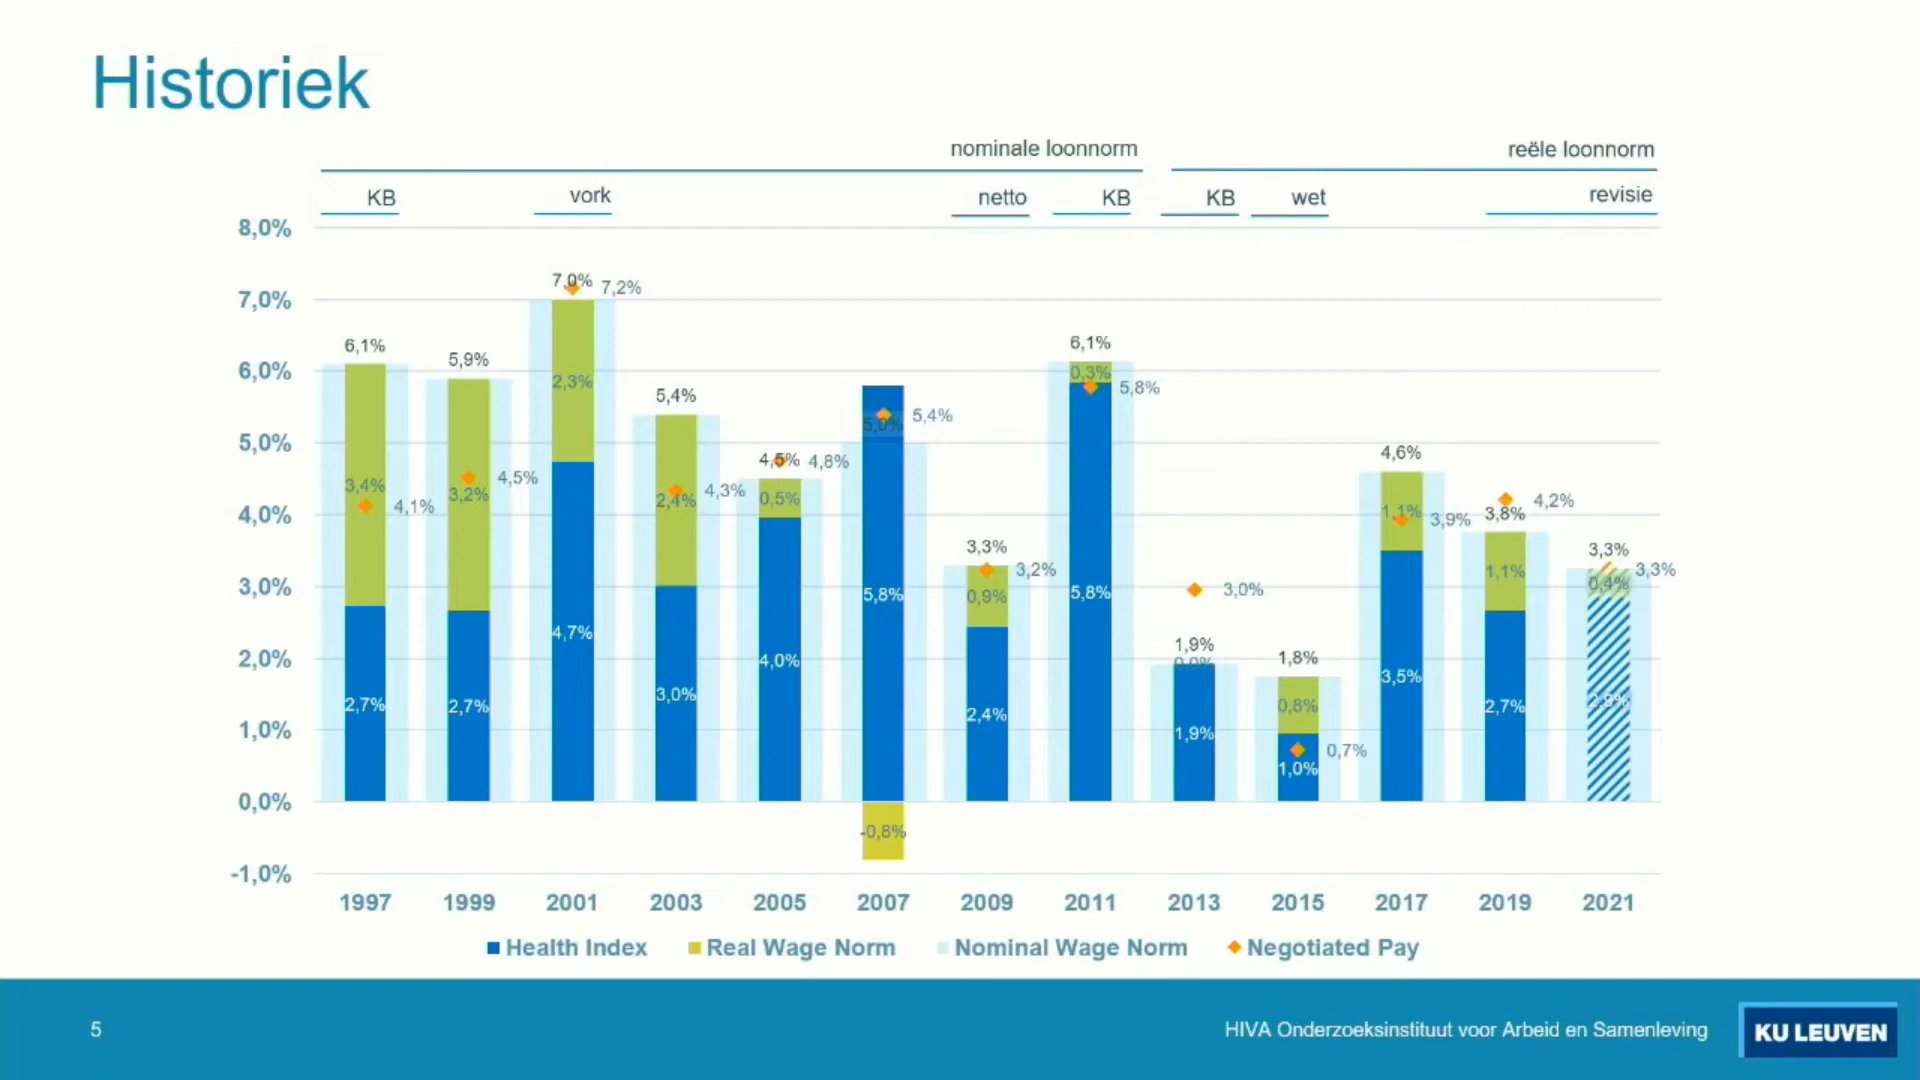 Historiek
nominale loonnorm reële loonnorm
KB vork netto KB KB wet revisie
8,0%
7,0% 7,2%
7,0%
6,1% 5,9% 6,1%
6,0% 2,3% 0,3% 5,8%
5,4% 5,0% 5,4%
5,0% 4,5% 4,8% 4,6%
3,4% 4,1% 3,2% 4,5% 2,4% 4,3% 0,5% 1,1% 3,9% 3,8% 4,2%
4,0%
3,3% 3,2% 1,1% 3,3% 3,3%
3,0% 5,8% 0,9% 5,8% 3,0% 0,4%
4,7% 1,9% 0,0% 1,8%
2,0% 4,0%
2,7% 2,7% 3,0% 2,4% 0,8% 3,5% 2,7% 2,9%
1,0% 1,9% 1,0% 0,7%
0,0%
-0,8%
-1,0%
1997 1999 2001 2003 2005 2007 2009 2011 2013 2015 2017 2019 2021
Health Index Real Wage Norm Nominal Wage Norm Negotiated Pay
5 HIVA Onderzoeksinstituut voor Arbeid en Samenleving KU LEUVEN